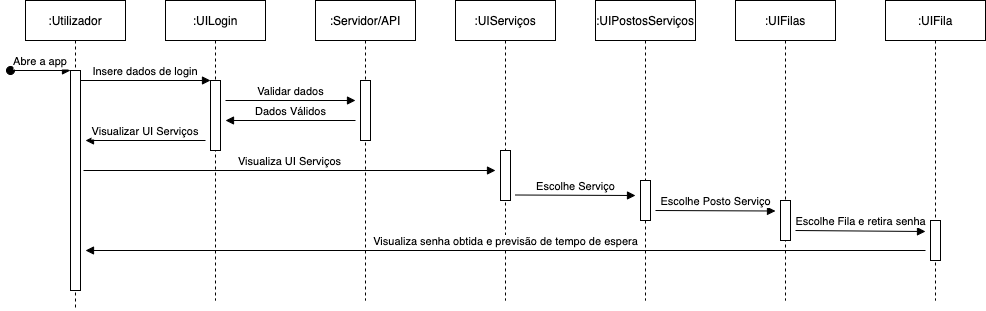 :Utilizador
:UILogin
:Servidor/API
:UIServiços
:UIPostosServiços
:UIFilas
:UIFila
Abre a app
Insere dados de login
Validar dados
Dados Válidos
Visualizar UI Serviços
Visualiza UI Serviços
Escolhe Serviço
Escolhe Posto Serviço
Escolhe Fila e retira senha
Visualiza senha obtida e previsão de tempo de espera